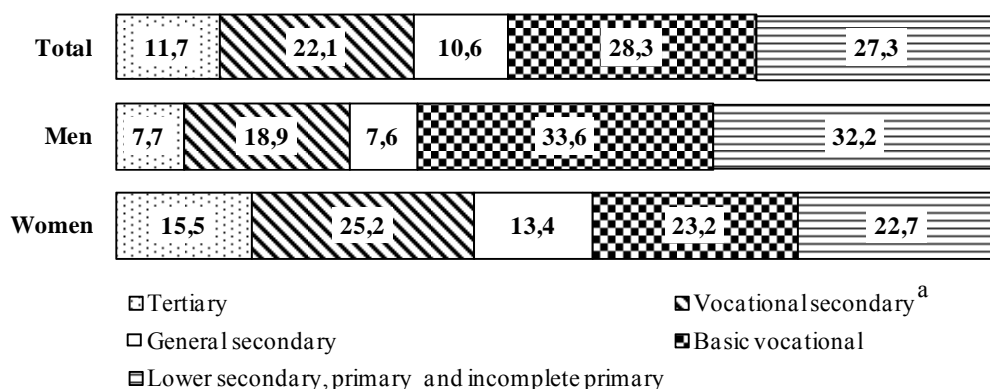 Total 11,7 22,1 10,6 28,3 27,3
Men 7,7 18,9 7,6 33,6 32,2
Women 15,5 25,2 13,4 23,2 22,7
Tertiary Vocational secondary a
General secondary Basic vocational
Lower secondary, primary and incomplete primary